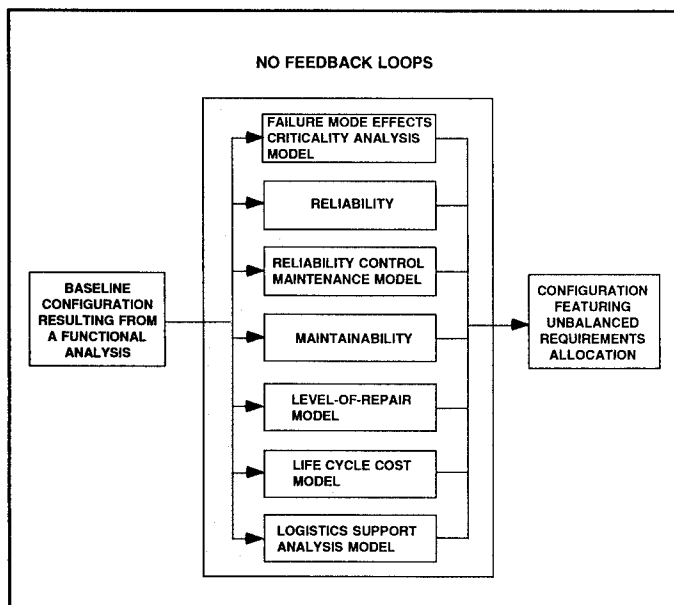 NO FEEDBACK LOOPS
FAILURE MODE EFFECTS
CRITICALITY ANALYSIS
MODEL
RELIABILITY
RELIABILITY CONTROL
MAINTENANCE MODEL
BASELINE
CONFIGURATION
RESULTING FROM
A FUNCTIONAL
ANALYSIS
MAINTAINABILITY
CONFIGURATION
FEATURING
UNBALANCED
REQUIREMENTS
ALLOCATION
LEVEL-OF-REPAIR
MODEL
LIFE CYCLE COST
MODEL
LOGISTICS SUPPORT
ANALYSIS MODEL